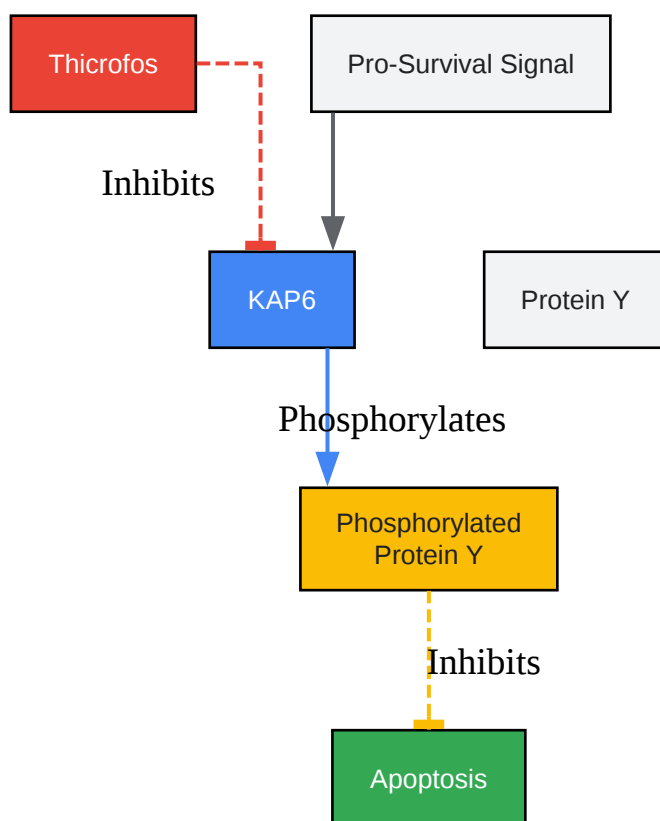 Thicrofos
Pro-Survival Signal
Inhibits
KAP6
Protein Y
Phosphorylates
Phosphorylated
Protein Y
Inhibits
Apoptosis